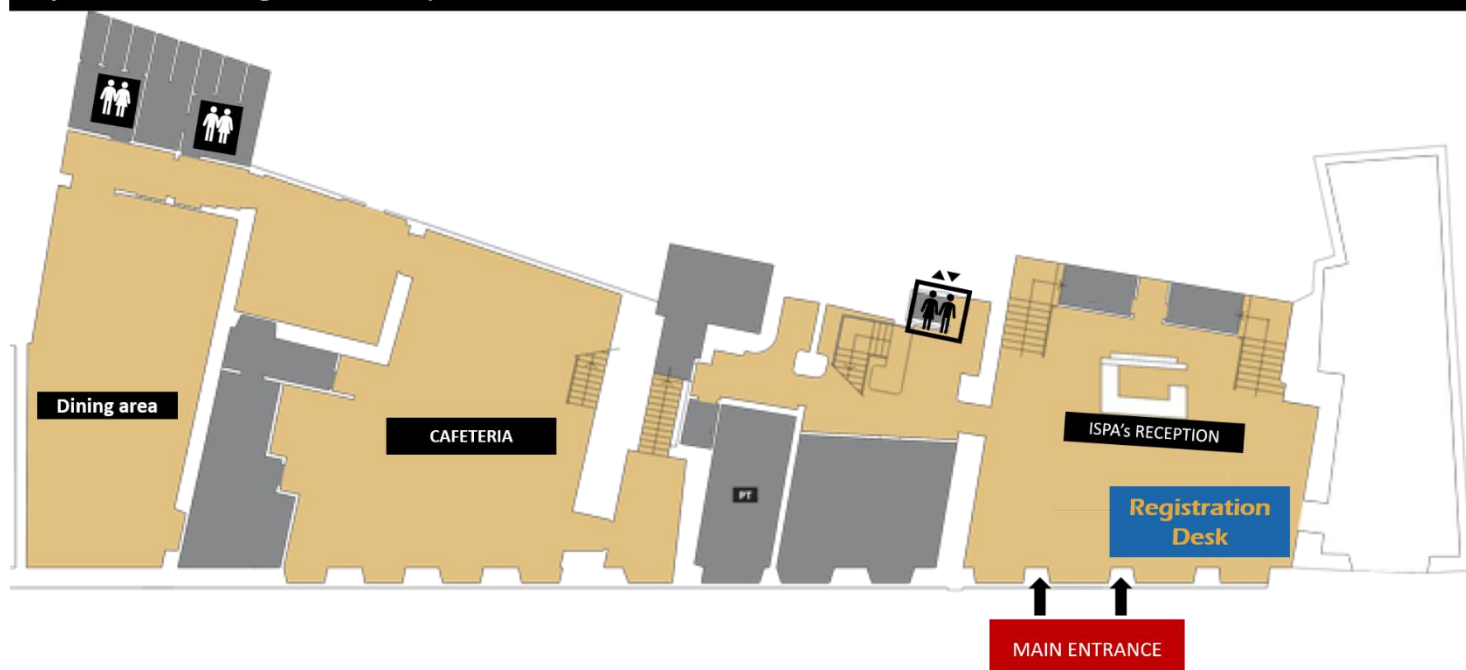 Dining area
CAFETERIA
ISPA's RECEPTION
PT
Registration
Desk
MAIN ENTRANCE